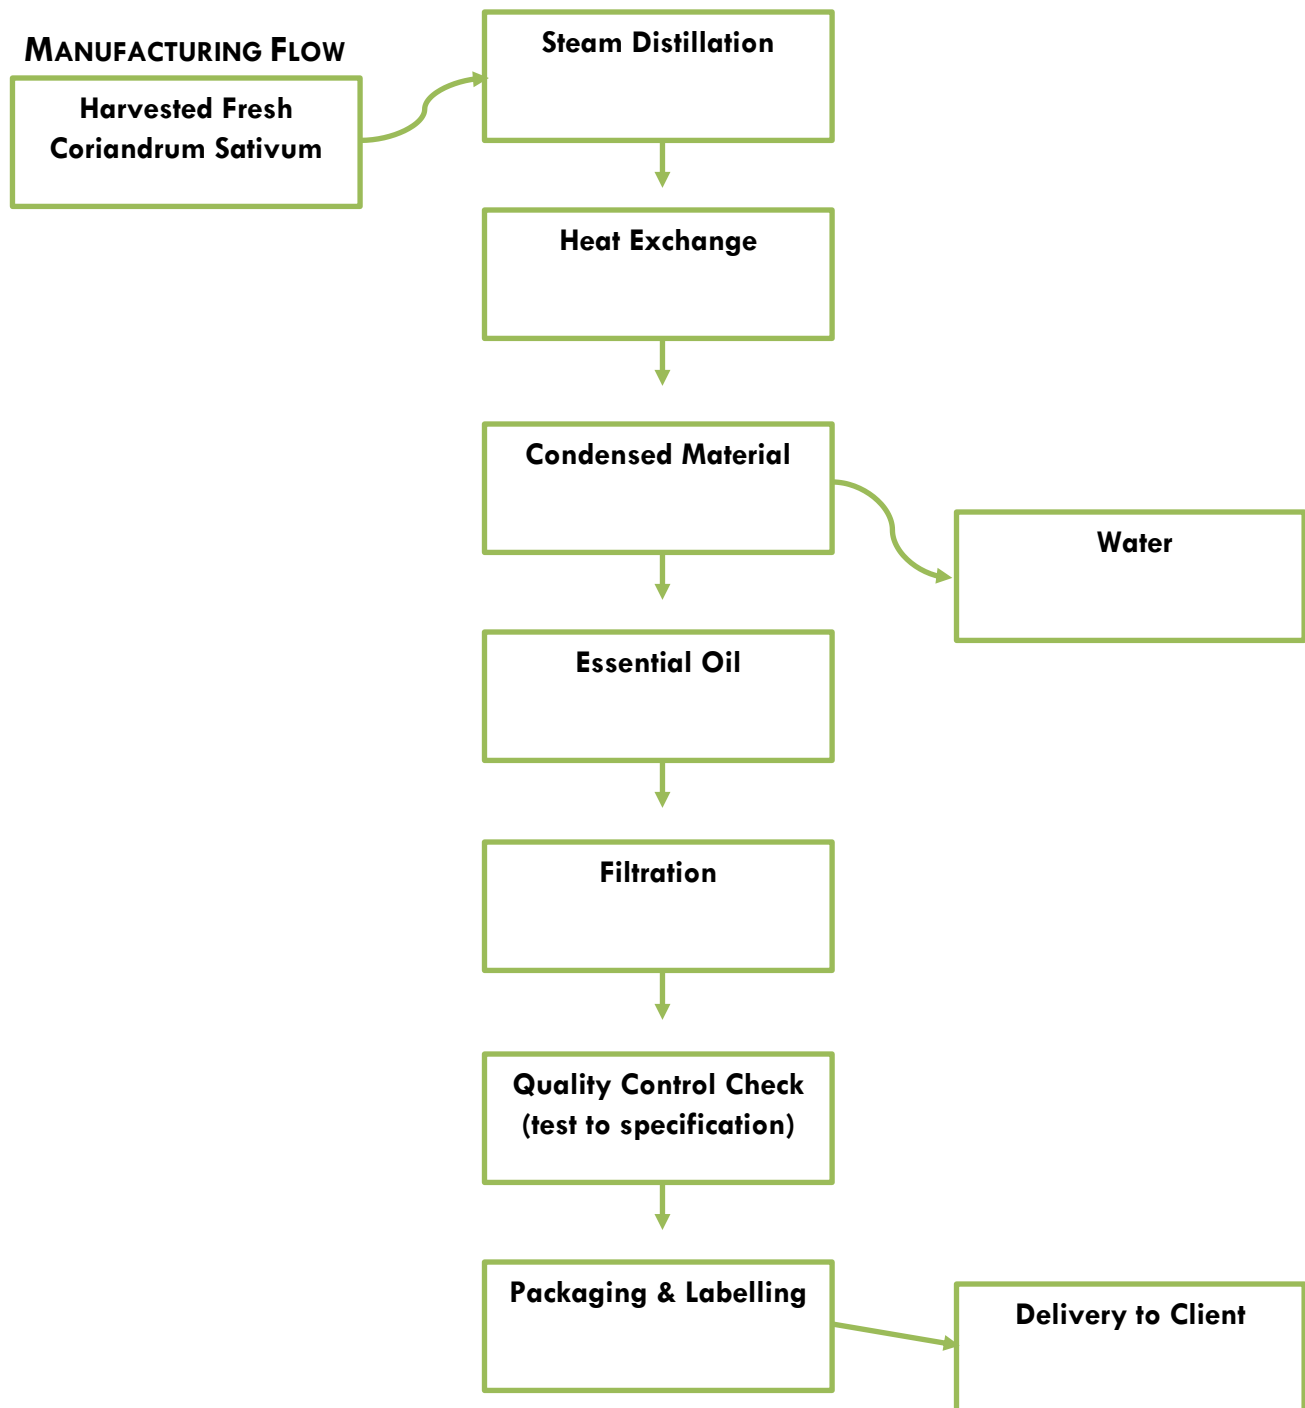 MANUFACTURING FLOW
Harvested Fresh
Coriandrum Sativum
Steam Distillation
Heat Exchange
Condensed Material
Water
Essential Oil
Filtration
Quality Control Check
(test to specification)
Packaging & Labelling
Delivery to Client